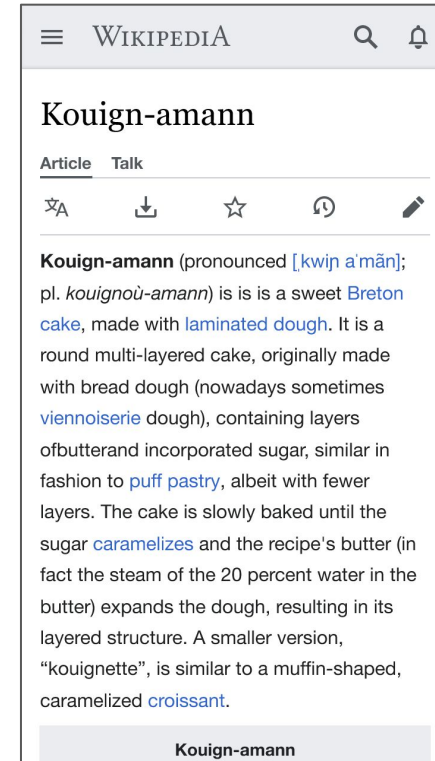 WIKIPEDIA
Kouign-amann
Article Talk
Kouign-amann (pronounced [ˌkwiɲ aˈmãn];
pl. kouignoù-amann) is is is a sweet Breton
cake, made with laminated dough. It is a
round multi-layered cake, originally made
with bread dough (nowadays sometimes
viennoiserie dough), containing layers
ofbutterand incorporated sugar, similar in
fashion to puff pastry, albeit with fewer
layers. The cake is slowly baked until the
sugar caramelizes and the recipe's butter (in
fact the steam of the 20 percent water in the
butter) expands the dough, resulting in its
layered structure. A smaller version,
“kouignette”, is similar to a muffin-shaped,
caramelized croissant.
Kouign-amann